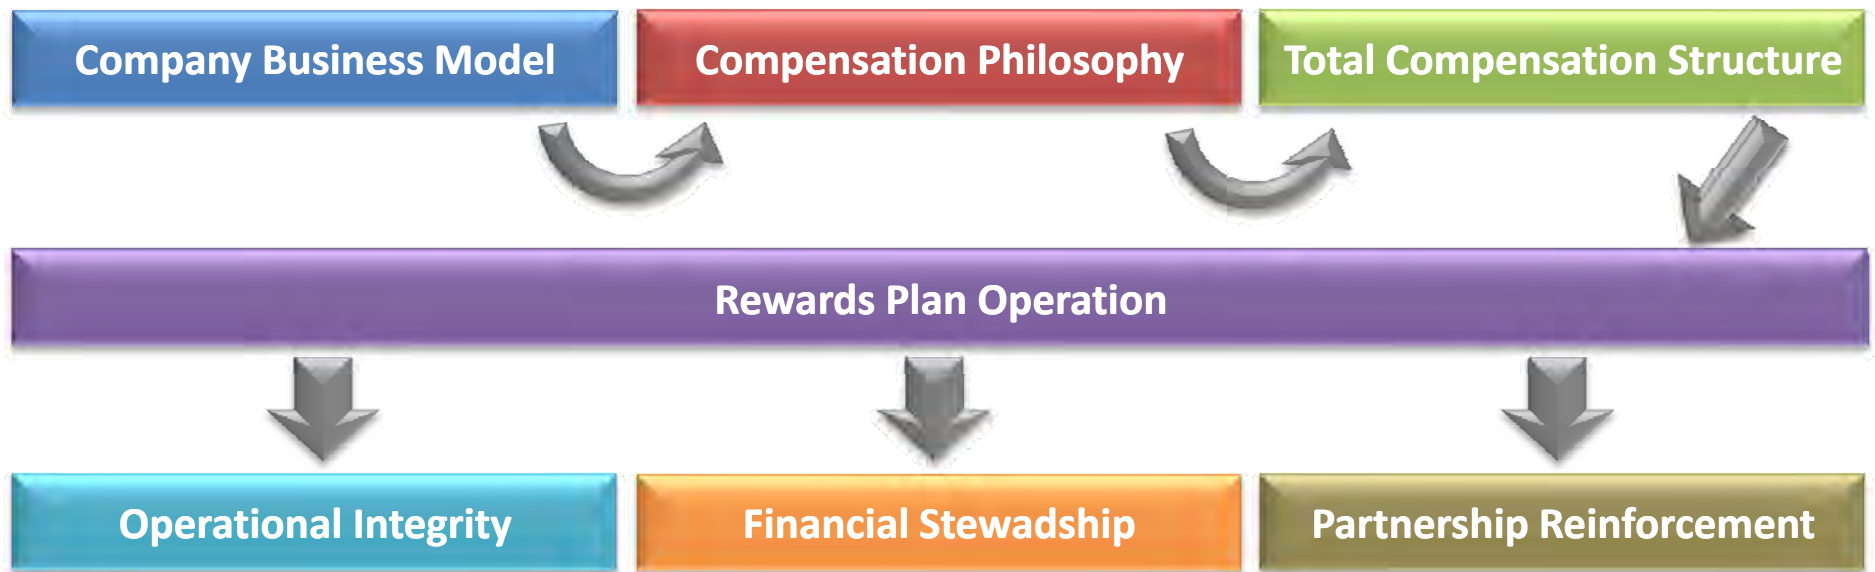 Company Business Model
Compensation Philosophy
Total Compensation Structure
Rewards Plan Operation
Operational Integrity
Financial Stewadship
Partnership Reinforcement